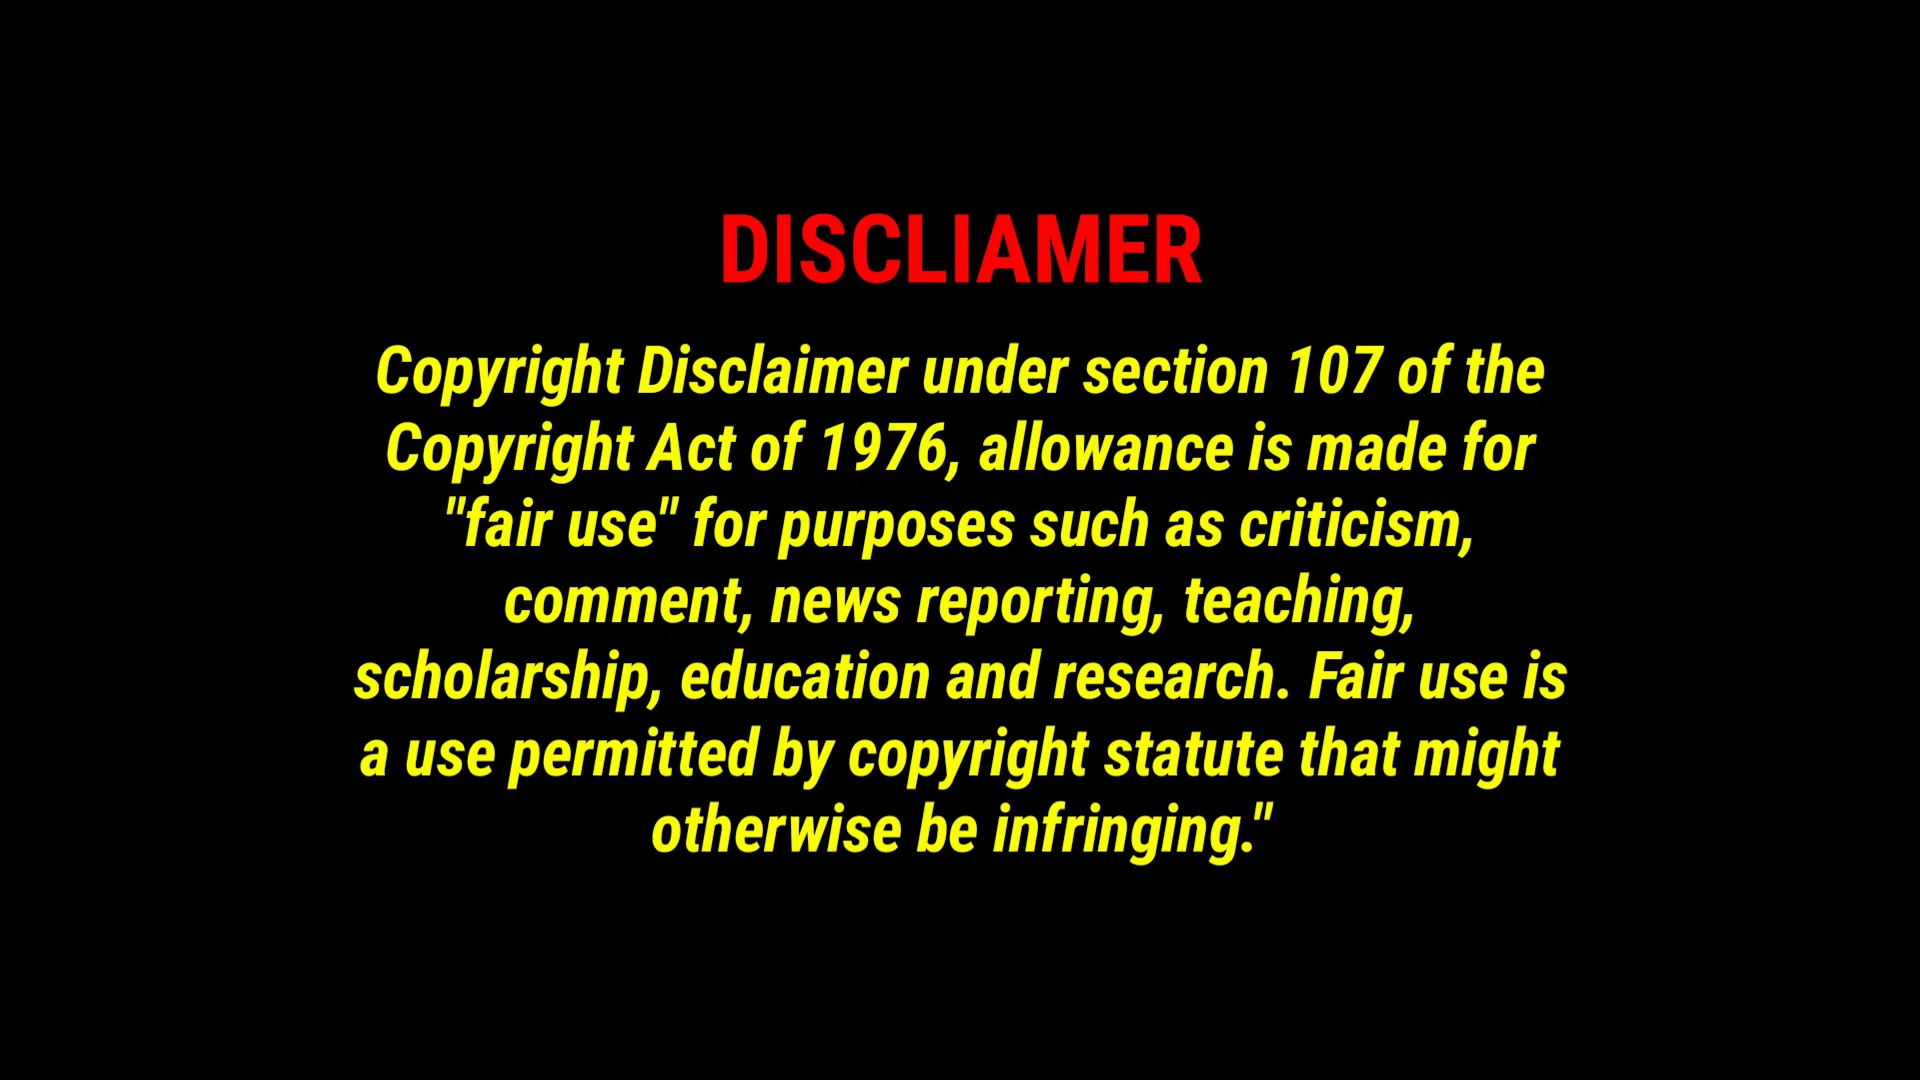 DISCLIAMER
Copyright Disclaimer under section 107 of the
Copyright Act of 1976, allowance is made for
"fair use" for purposes such as criticism,
comment, news reporting, teaching,
scholarship, education and research. Fair use is
a use permitted by copyright statute that might
otherwise be infringing."